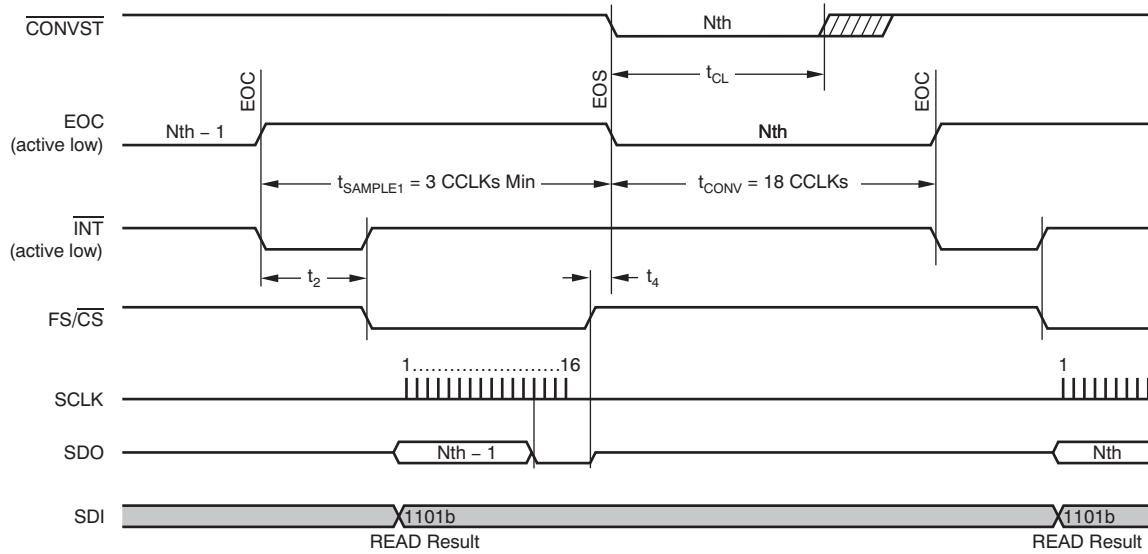 CONVST
Nth
t_CL
EOC
EOS
EOC
EOC
(active low)
Nth − 1
Nth
t_SAMPLE1 = 3 CCLKs Min
t_CONV = 18 CCLKs
INT
(active low)
t_2
t_4
FS/CS
1.......................16
1
SCLK
SDO
Nth − 1
Nth
SDI
1101b
1101b
READ Result
READ Result